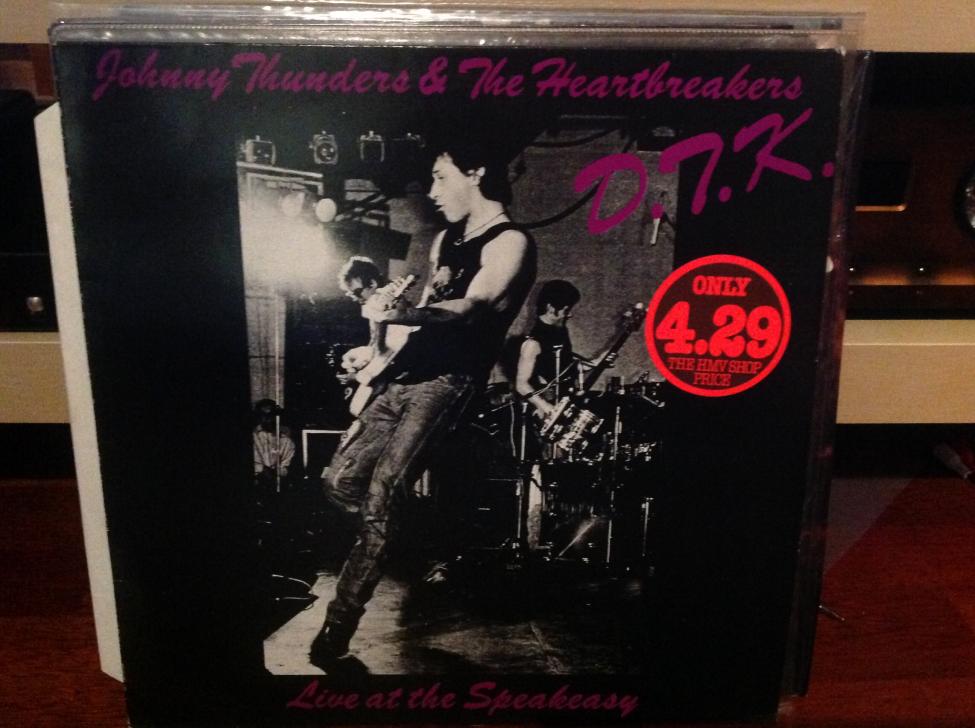 Johnny Thunders & The Heartbreakers
D.T.K.
ONLY
4.29
THE HMV SHOP
PRICE
Live at the Speakeasy